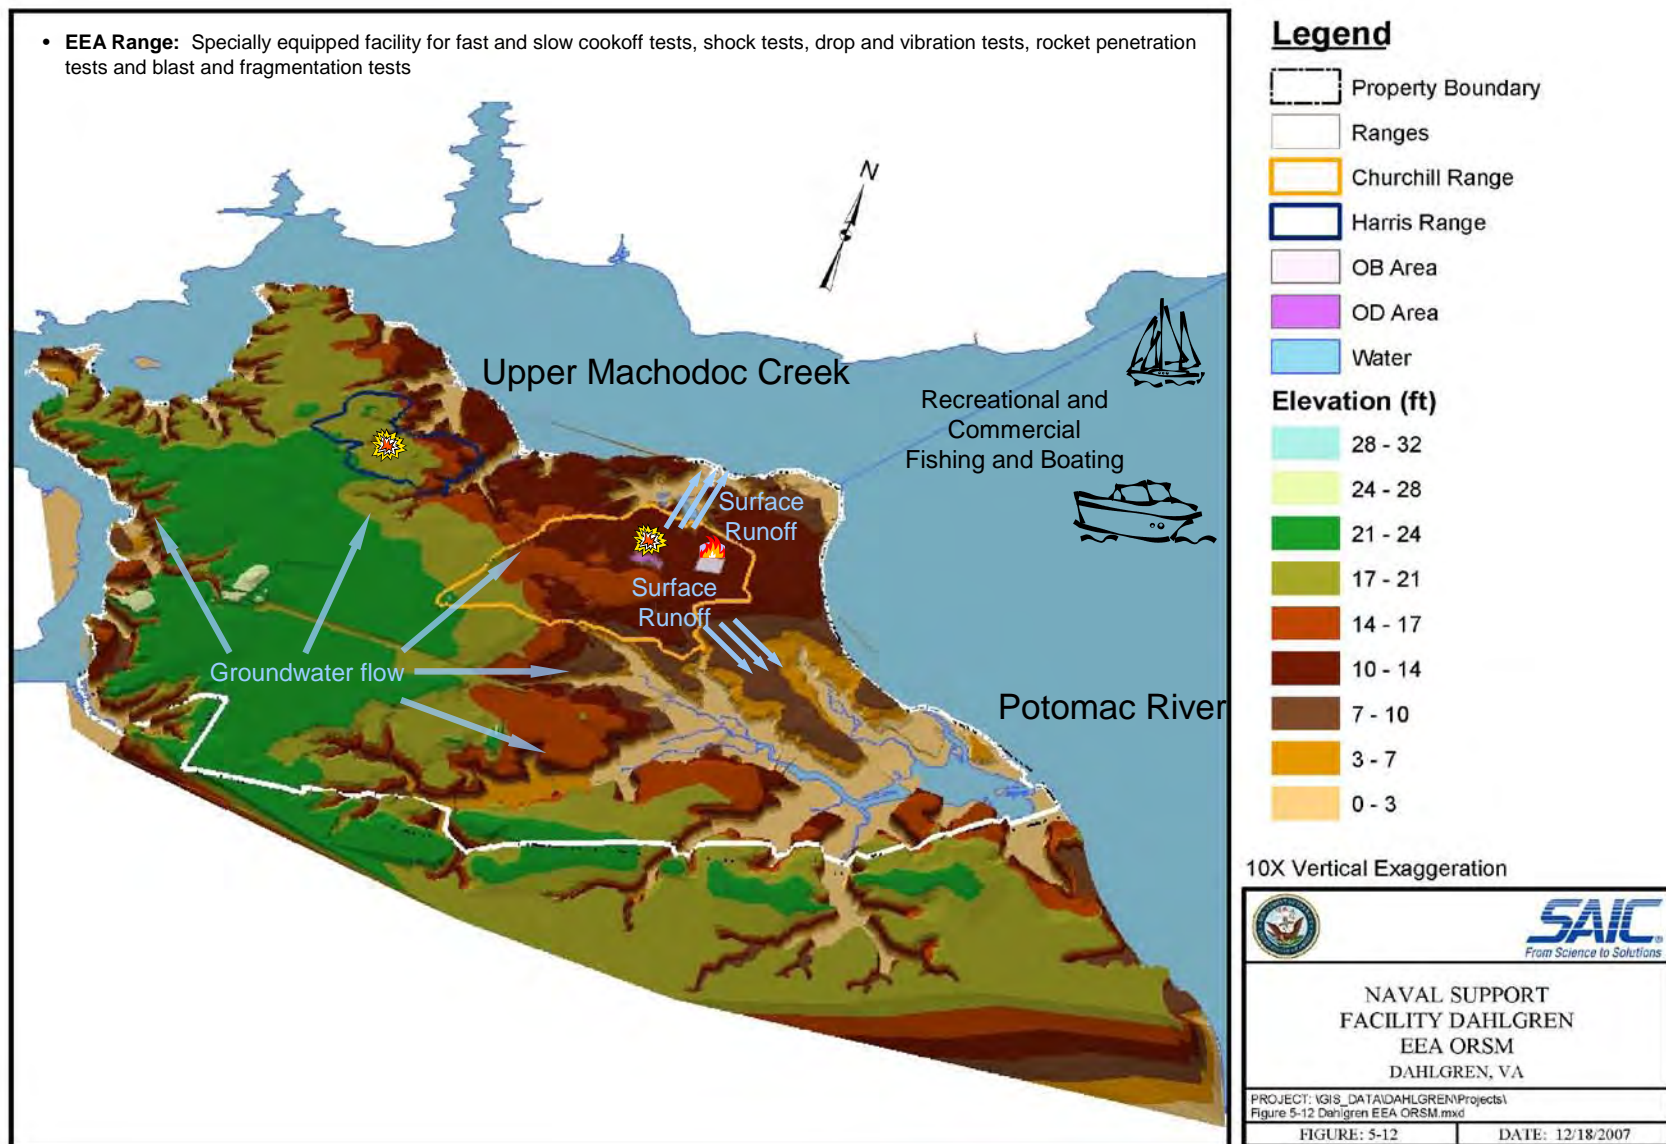 • EEA Range: Specially equipped facility for fast and slow cookoff tests, shock tests, drop and vibration tests, rocket penetration
tests and blast and fragmentation tests
N
Upper Machodoc Creek
Recreational and
Commercial
Fishing and Boating
Surface
Runoff
Surface
Runoff
Groundwater flow
Potomac River
Legend
Property Boundary
Ranges
Churchill Range
Harris Range
OB Area
OD Area
Water
Elevation (ft)
28 - 32
24 - 28
21 - 24
17 - 21
14 - 17
10 - 14
7 - 10
3 - 7
0 - 3
10X Vertical Exaggeration
SAIC®
From Science to Solutions
NAVAL SUPPORT
FACILITY DAHLGREN
EEA ORSM
DAHLGREN, VA
PROJECT: \GIS_DATA\DAHLGREN\Projects\
Figure 5-12 Dahlgren EEA ORSM.mxd
FIGURE: 5-12
DATE: 12/18/2007